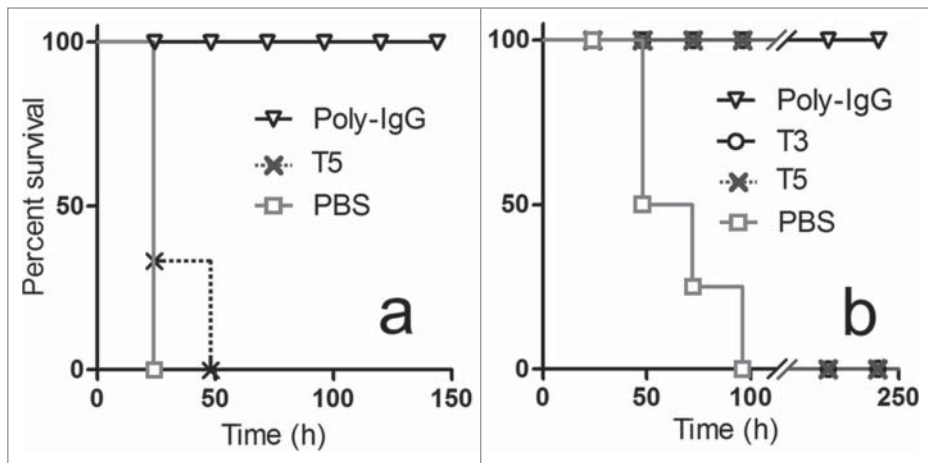 100
50
0
Percent survival
0 50 100 150
Time (h)
Poly-IgG
T5
PBS
a
100
50
0
0 50 100 250
Time (h)
Poly-IgG
T3
T5
PBS
b